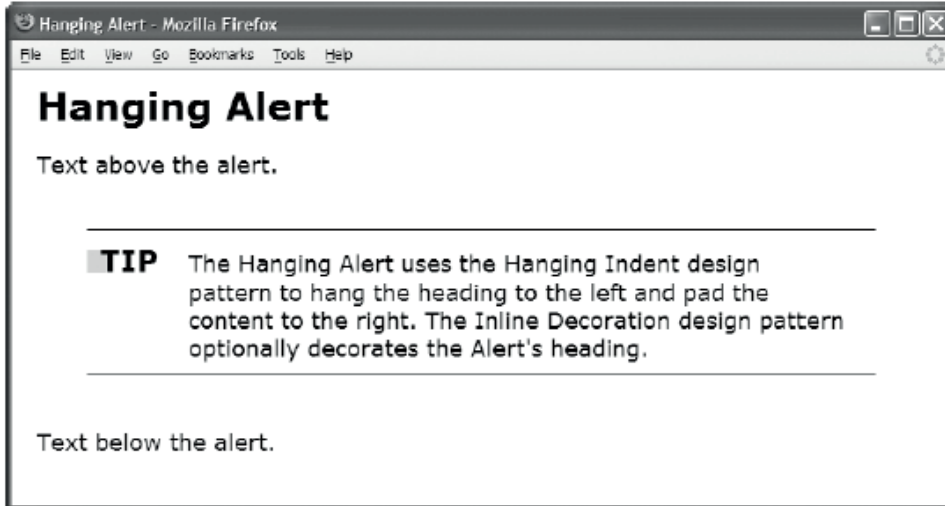 Hanging Alert - Mozilla Firefox
File Edit View Go Bookmarks Tools Help
Hanging Alert
Text above the alert.
TIP The Hanging Alert uses the Hanging Indent design
pattern to hang the heading to the left and pad the
content to the right. The Inline Decoration design pattern
optionally decorates the Alert's heading.
Text below the alert.